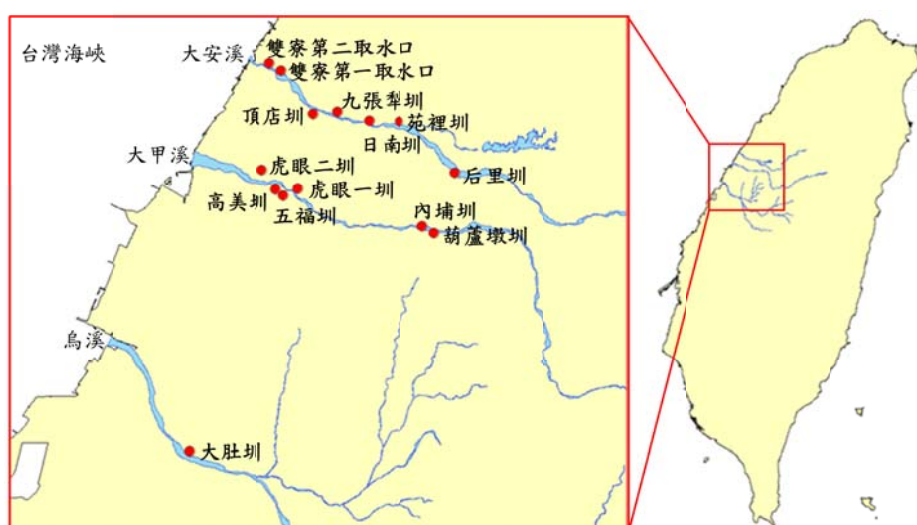 台灣海峽
大安溪
雙寮第二取水口
雙寮第一取水口
頂店圳
九張犁圳
苑裡圳
日南圳
后里圳
大甲溪
虎眼二圳
虎眼一圳
高美圳
五福圳
內埔圳
葫蘆墩圳
烏溪
大肚圳